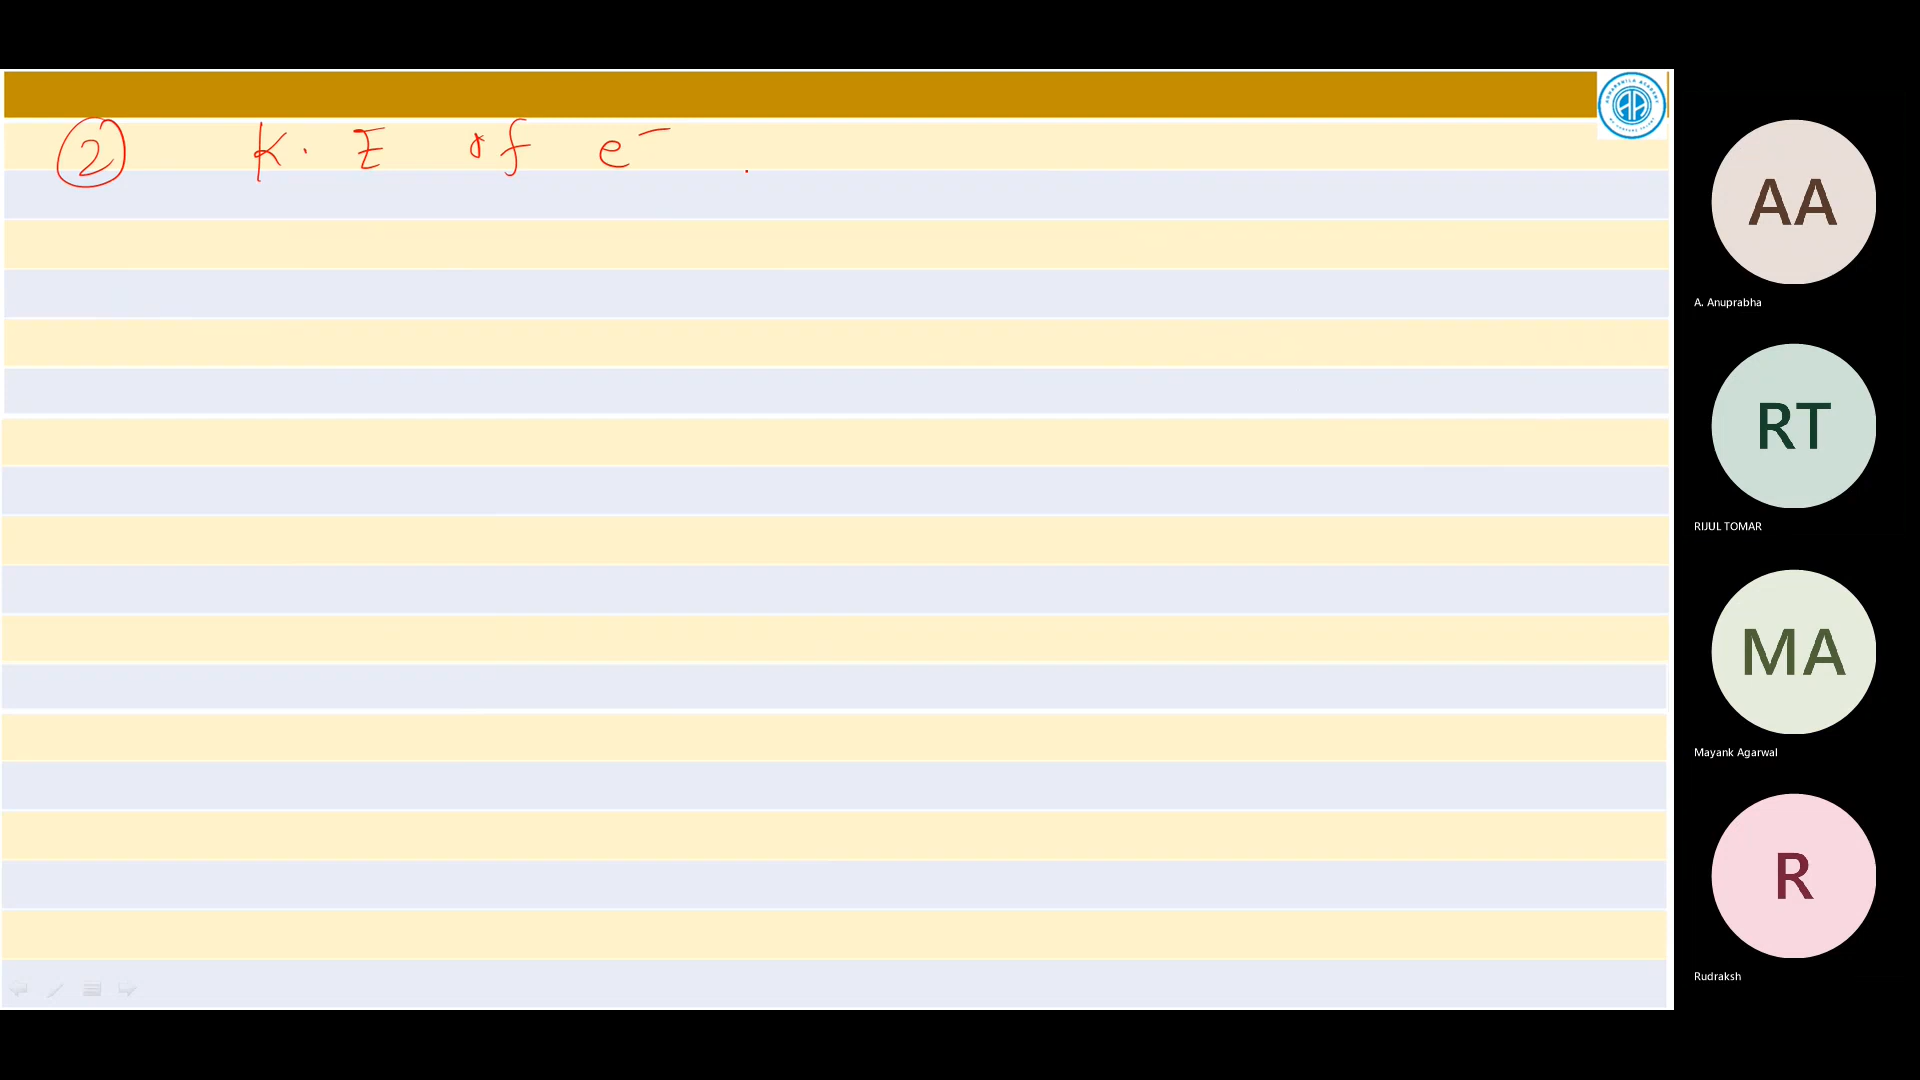 ② K. E of e⁻
AA
A. Anuprabha
RT
RIJUL TOMAR
MA
Mayank Agarwal
R
Rudraksh